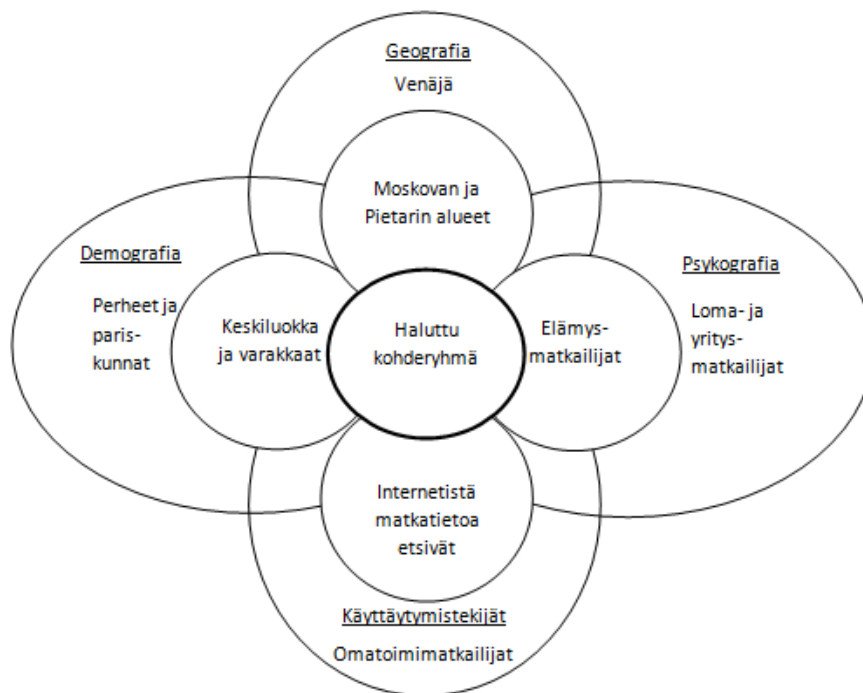 Geografia
Venäjä
Moskovan ja
Pietarin alueet
Demografia
Perheet ja
paris-
kunnat
Keskiluokka
ja varakkaat
Haluttu
kohderyhmä
Elämys-
matkailijat
Psykografia
Loma- ja
yritys-
matkailijat
Internetistä
matkatietoa
etsivät
Käyttäytymistekijät
Omatoimimatkailijat